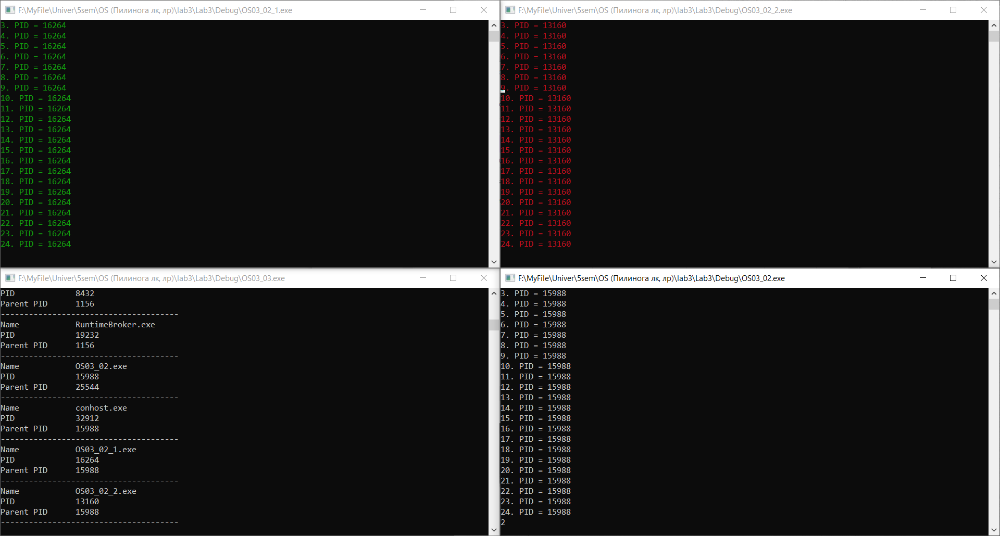 F:\MyFile\Univer\5sem\OS (Пилинога лк, лр)\lab3\Lab3\Debug\OS03_02_1.exe
3. PID = 16264
4. PID = 16264
5. PID = 16264
6. PID = 16264
7. PID = 16264
8. PID = 16264
9. PID = 16264
10. PID = 16264
11. PID = 16264
12. PID = 16264
13. PID = 16264
14. PID = 16264
15. PID = 16264
16. PID = 16264
17. PID = 16264
18. PID = 16264
19. PID = 16264
20. PID = 16264
21. PID = 16264
22. PID = 16264
23. PID = 16264
24. PID = 16264
F:\MyFile\Univer\5sem\OS (Пилинога лк, лр)\lab3\Lab3\Debug\OS03_02_2.exe
3. PID = 13160
4. PID = 13160
5. PID = 13160
6. PID = 13160
7. PID = 13160
8. PID = 13160
9. PID = 13160
10. PID = 13160
11. PID = 13160
12. PID = 13160
13. PID = 13160
14. PID = 13160
15. PID = 13160
16. PID = 13160
17. PID = 13160
18. PID = 13160
19. PID = 13160
20. PID = 13160
21. PID = 13160
22. PID = 13160
23. PID = 13160
24. PID = 13160
F:\MyFile\Univer\5sem\OS (Пилинога лк, лр)\lab3\Lab3\Debug\OS03_03.exe
PID 8432
Parent PID 1156
--------------------------------------
Name RuntimeBroker.exe
PID 19232
Parent PID 1156
--------------------------------------
Name OS03_02.exe
PID 15988
Parent PID 25544
--------------------------------------
Name conhost.exe
PID 32912
Parent PID 15988
--------------------------------------
Name OS03_02_1.exe
PID 16264
Parent PID 15988
--------------------------------------
Name OS03_02_2.exe
PID 13160
Parent PID 15988
--------------------------------------
F:\MyFile\Univer\5sem\OS (Пилинога лк, лр)\lab3\Lab3\Debug\OS03_02.exe
3. PID = 15988
4. PID = 15988
5. PID = 15988
6. PID = 15988
7. PID = 15988
8. PID = 15988
9. PID = 15988
10. PID = 15988
11. PID = 15988
12. PID = 15988
13. PID = 15988
14. PID = 15988
15. PID = 15988
16. PID = 15988
17. PID = 15988
18. PID = 15988
19. PID = 15988
20. PID = 15988
21. PID = 15988
22. PID = 15988
23. PID = 15988
24. PID = 15988
2